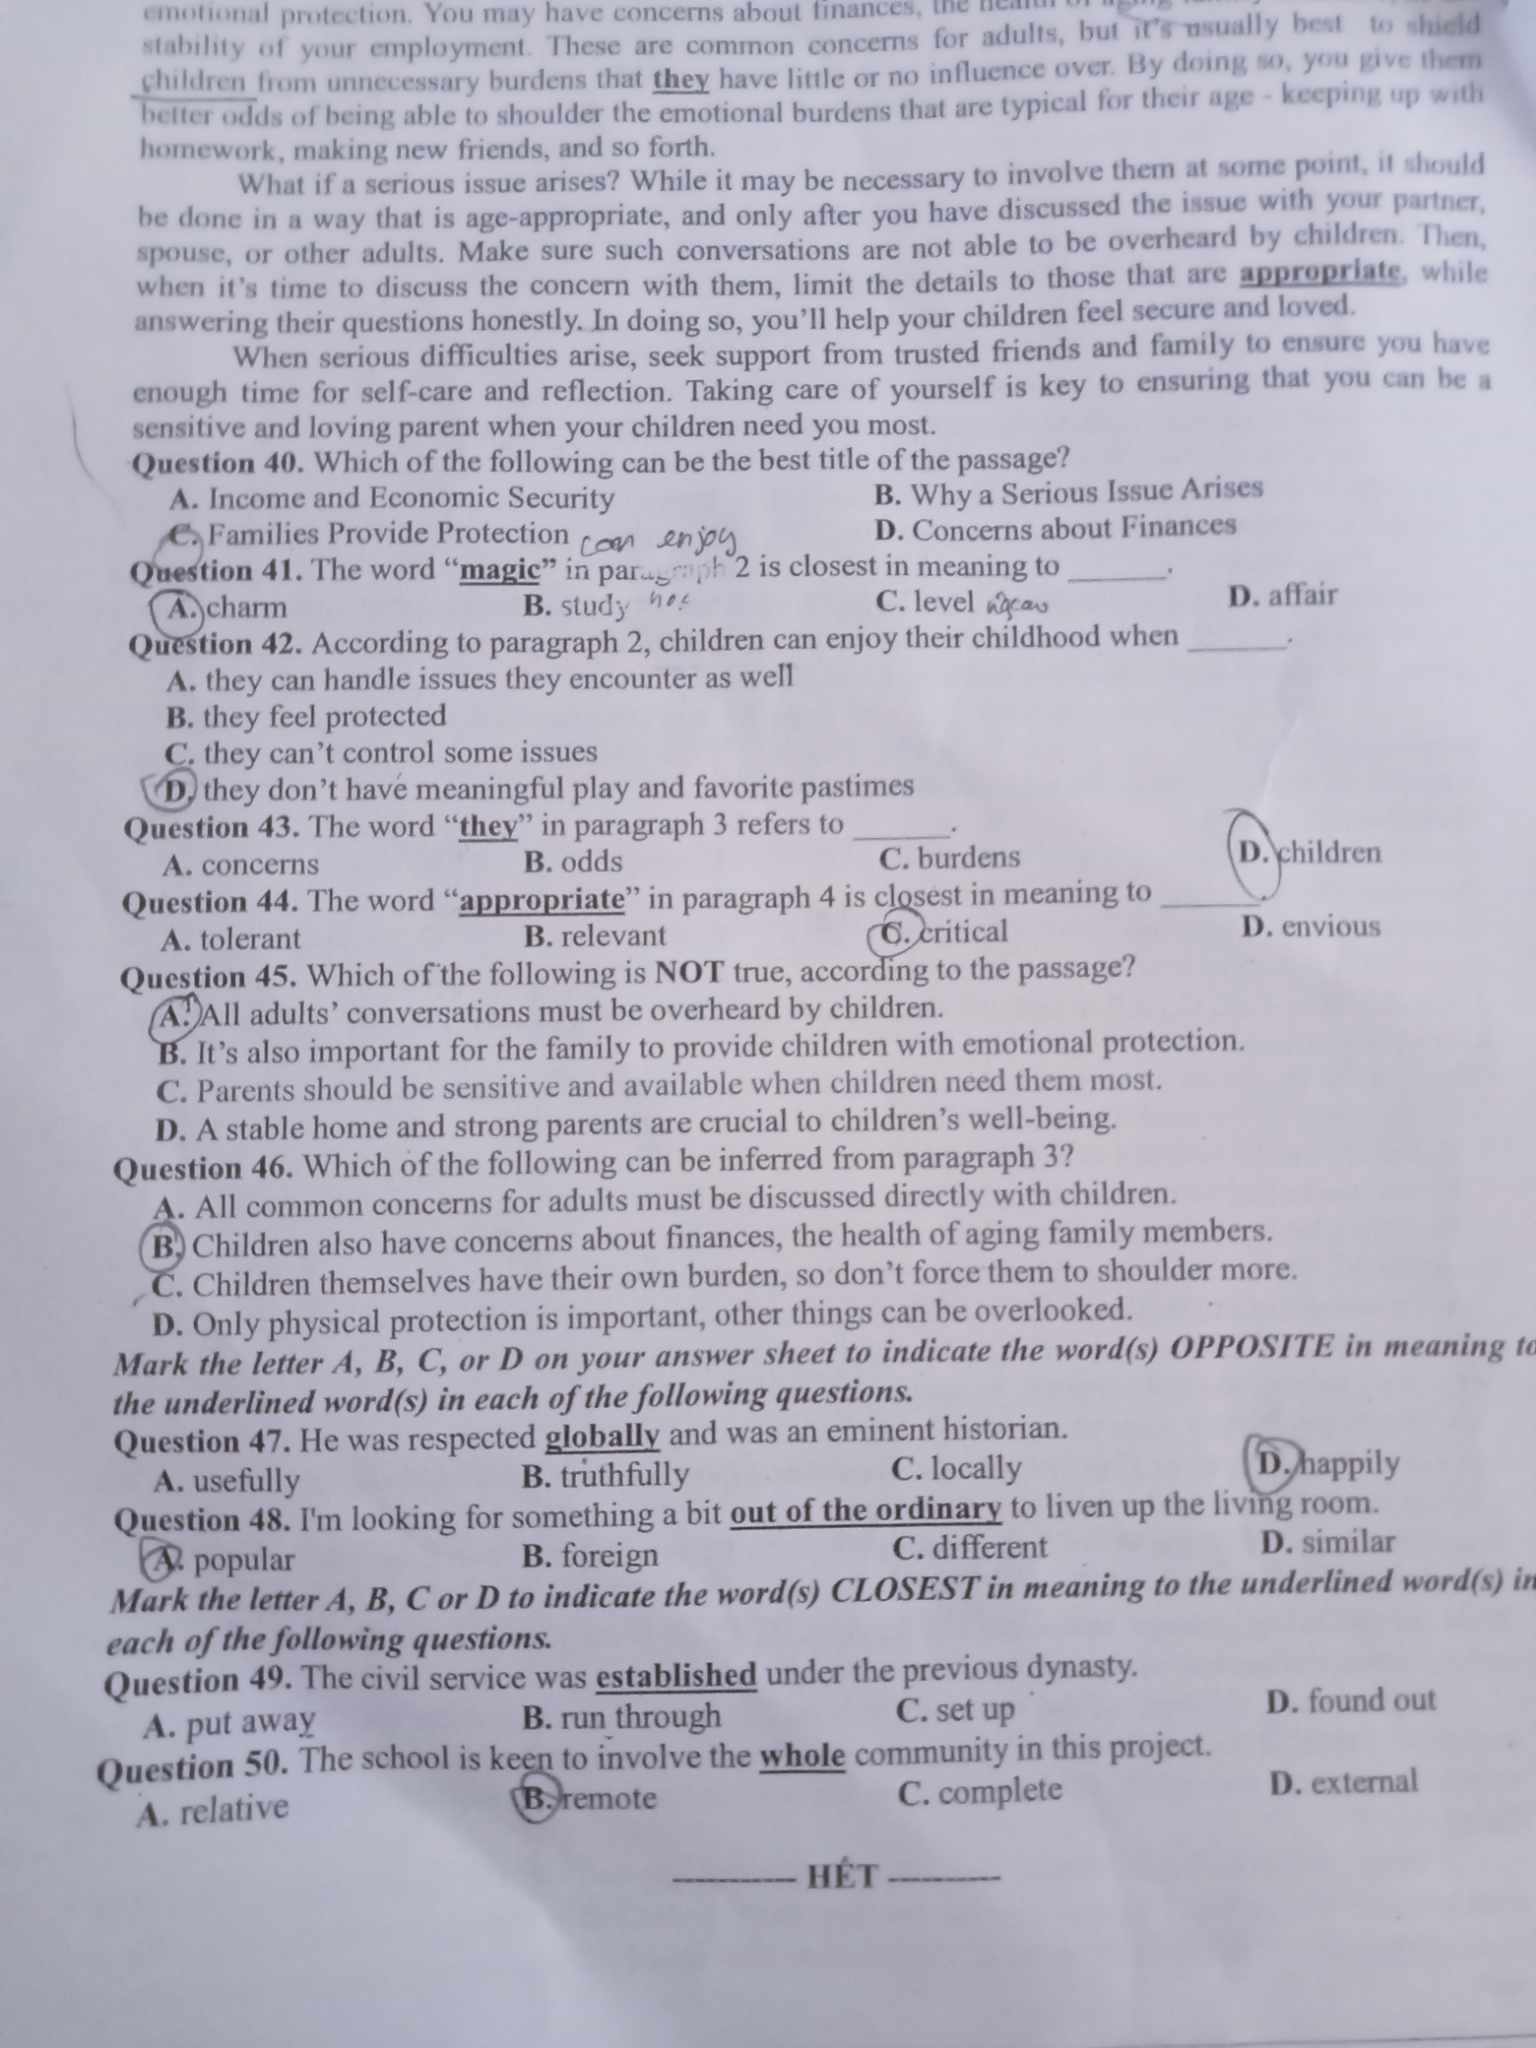 emotional protection. You may have concerns about finances, the health of aging
stability of your employment. These are common concerns for adults, but it's usually best to shield
children from unnecessary burdens that they have little or no influence over. By doing so, you give them
better odds of being able to shoulder the emotional burdens that are typical for their age - keeping up with
homework, making new friends, and so forth.
What if a serious issue arises? While it may be necessary to involve them at some point, it should
be done in a way that is age-appropriate, and only after you have discussed the issue with your partner,
spouse, or other adults. Make sure such conversations are not able to be overheard by children. Then,
when it's time to discuss the concern with them, limit the details to those that are appropriate, while
answering their questions honestly. In doing so, you'll help your children feel secure and loved.
When serious difficulties arise, seek support from trusted friends and family to ensure you have
enough time for self-care and reflection. Taking care of yourself is key to ensuring that you can be a
sensitive and loving parent when your children need you most.
Question 40. Which of the following can be the best title of the passage?
A. Income and Economic Security B. Why a Serious Issue Arises
C. Families Provide Protection D. Concerns about Finances
enjoy
Question 41. The word “magic” in paragraph 2 is closest in meaning to ______.
A. charm B. study C. level D. affair
Question 42. According to paragraph 2, children can enjoy their childhood when ______.
A. they can handle issues they encounter as well
B. they feel protected
C. they can't control some issues
D. they don't have meaningful play and favorite pastimes
Question 43. The word “they” in paragraph 3 refers to ______.
A. concerns B. odds C. burdens D. children
Question 44. The word “appropriate” in paragraph 4 is closest in meaning to ______.
A. tolerant B. relevant C. critical D. envious
Question 45. Which of the following is NOT true, according to the passage?
A. All adults' conversations must be overheard by children.
B. It's also important for the family to provide children with emotional protection.
C. Parents should be sensitive and available when children need them most.
D. A stable home and strong parents are crucial to children's well-being.
Question 46. Which of the following can be inferred from paragraph 3?
A. All common concerns for adults must be discussed directly with children.
B. Children also have concerns about finances, the health of aging family members.
C. Children themselves have their own burden, so don't force them to shoulder more.
D. Only physical protection is important, other things can be overlooked.
Mark the letter A, B, C, or D on your answer sheet to indicate the word(s) OPPOSITE in meaning to
the underlined word(s) in each of the following questions.
Question 47. He was respected globally and was an eminent historian.
A. usefully B. truthfully C. locally D. happily
Question 48. I'm looking for something a bit out of the ordinary to liven up the living room.
A. popular B. foreign C. different D. similar
Mark the letter A, B, C or D to indicate the word(s) CLOSEST in meaning to the underlined word(s) in
each of the following questions.
Question 49. The civil service was established under the previous dynasty.
A. put away B. run through C. set up D. found out
Question 50. The school is keen to involve the whole community in this project.
A. relative B. remote C. complete D. external
----------- HẾT ----------